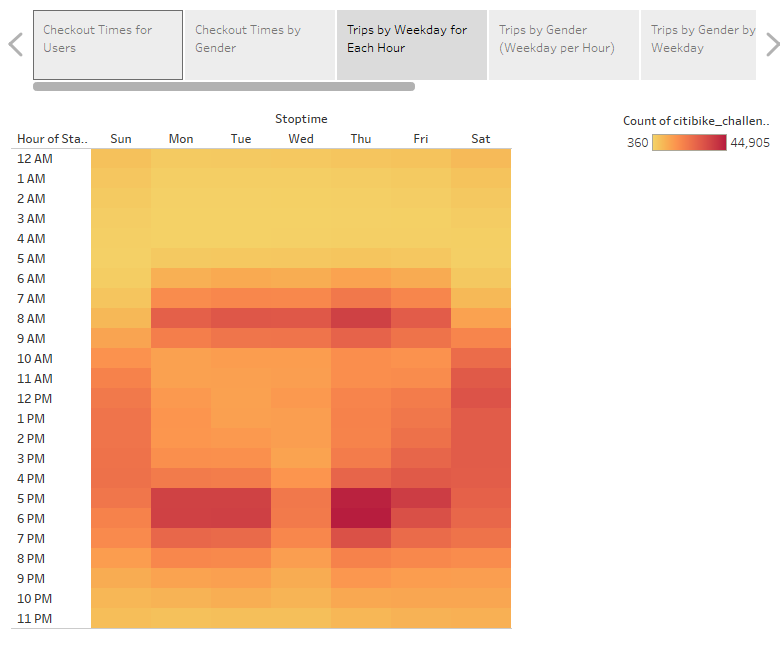 Checkout Times for
Users
Checkout Times by
Gender
Trips by Weekday for
Each Hour
Trips by Gender
(Weekday per Hour)
Trips by Gender by
Weekday
Stoptime
Hour of Sta.. Sun Mon Tue Wed Thu Fri Sat
Count of citibike_challen..
360 44,905
12 AM
1 AM
2 AM
3 AM
4 AM
5 AM
6 AM
7 AM
8 AM
9 AM
10 AM
11 AM
12 PM
1 PM
2 PM
3 PM
4 PM
5 PM
6 PM
7 PM
8 PM
9 PM
10 PM
11 PM